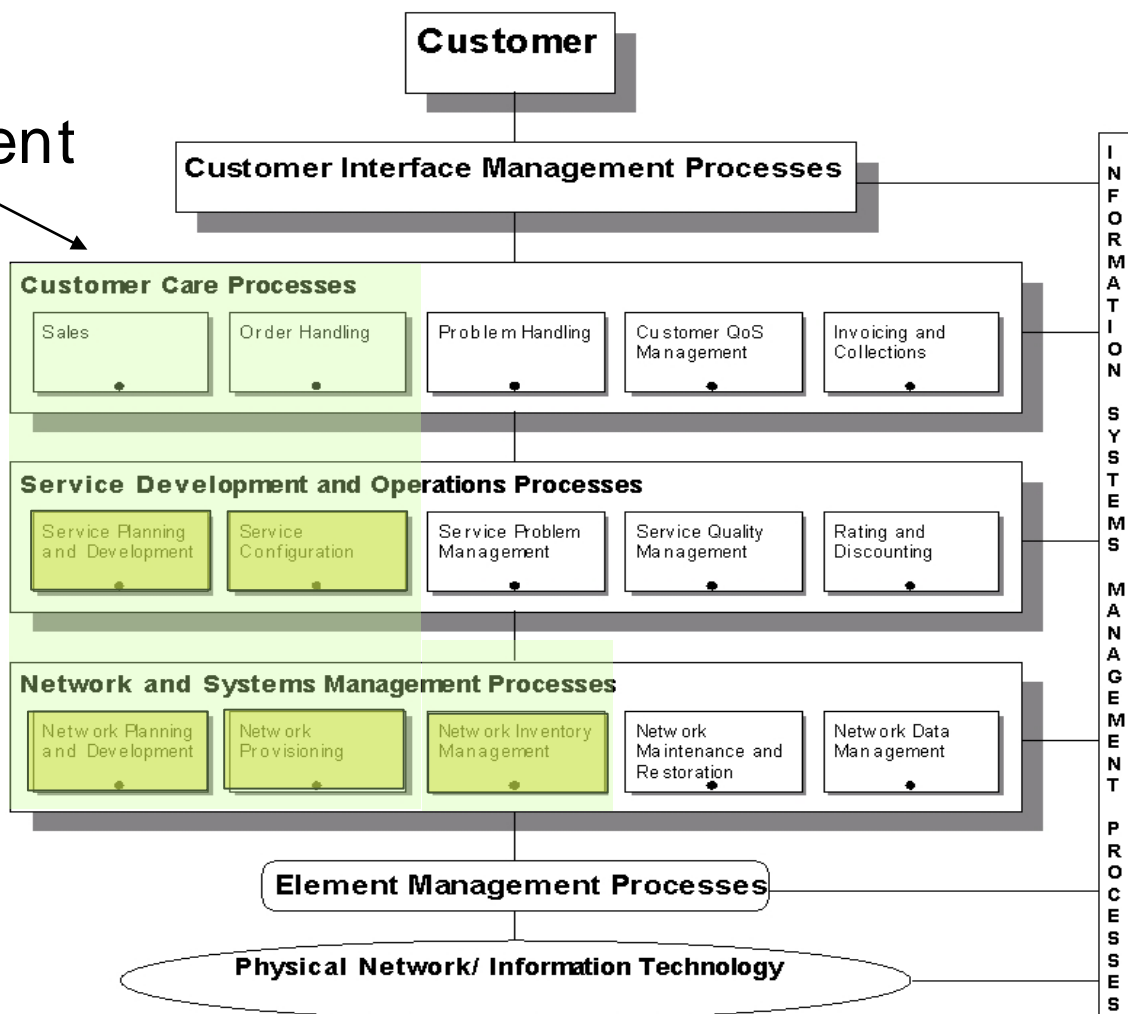 Customer
ent
Customer Interface Management Processes
Customer Care Processes
Sales
Order Handling
Problem Handling
Customer QoS
Management
Invoicing and
Collections
Service Development and Operations Processes
Service Planning
and Development
Service
Configuration
Service Problem
Management
Service Quality
Management
Rating and
Discounting
Network and Systems Management Processes
Network Planning
and Development
Network
Provisioning
Network Inventory
Management
Network
Maintenance and
Restoration
Network Data
Management
Element Management Processes
Physical Network/ Information Technology
INFORMATION SYSTEMS MANAGEMENT PROCESSES